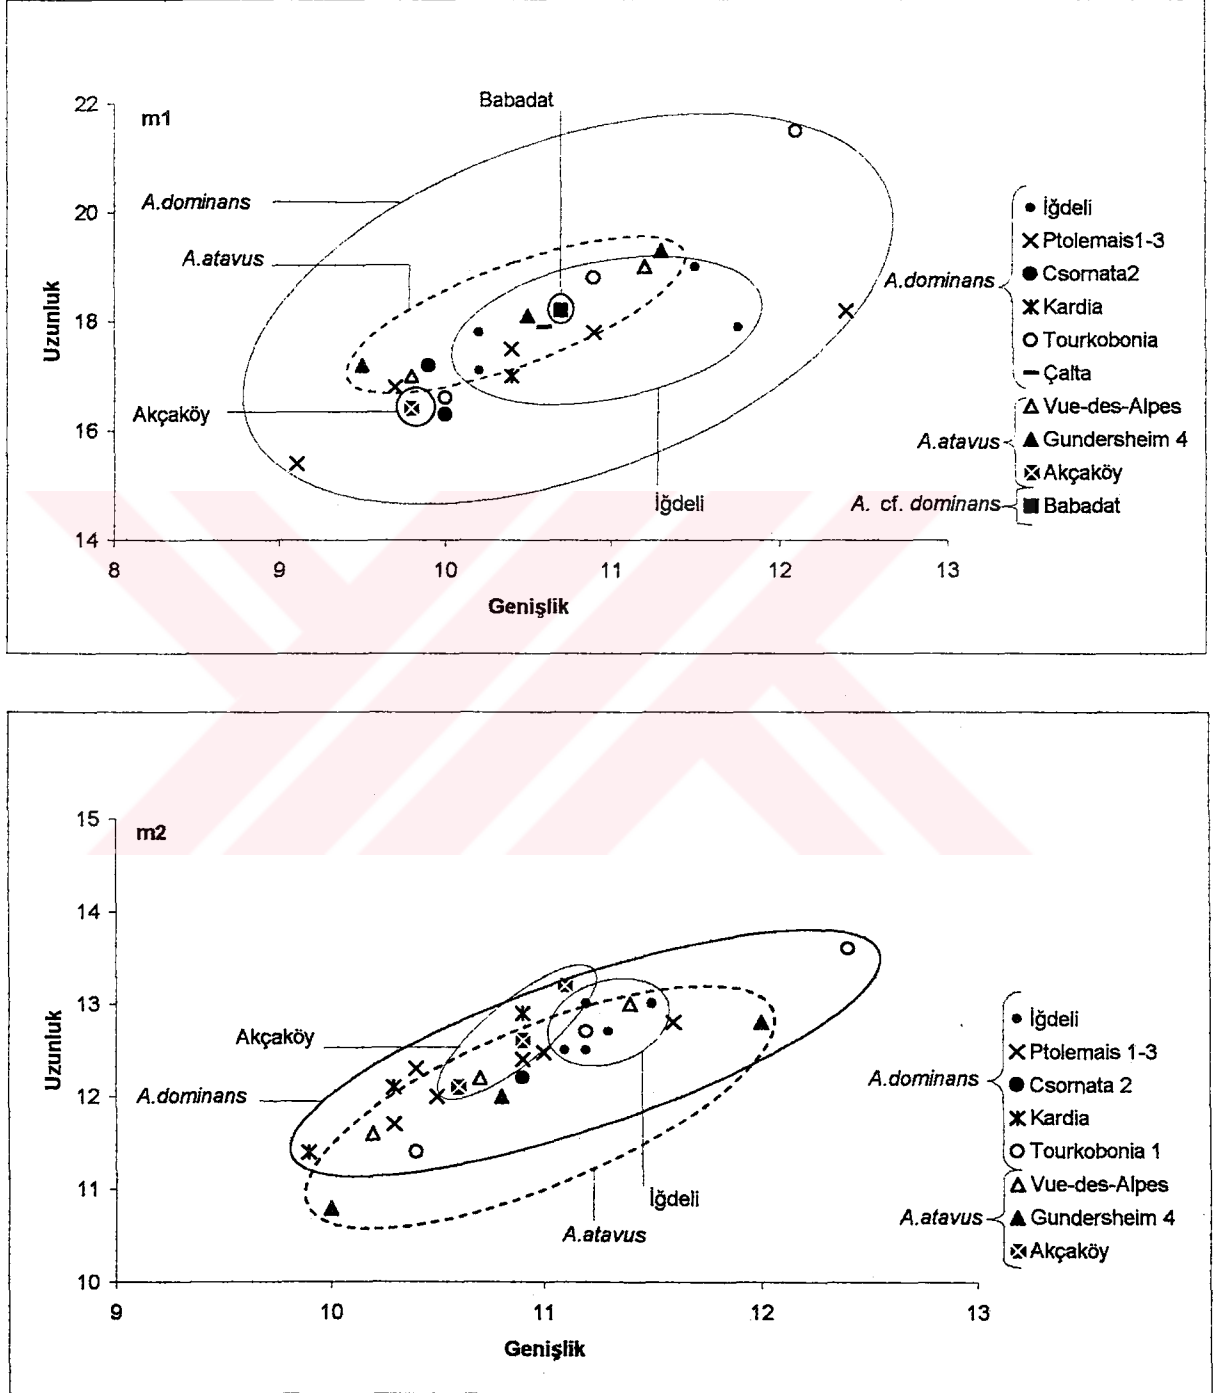 m1
Babadat
22
20
18
16
14
Uzunluk
A.dominans
A.atavus
Akçaköy
İğdeli
8 9 10 11 12 13
Genişlik
A.dominans
İğdeli
Ptolemais1-3
Csornata2
Kardia
Tourkobonia
Çalta
A.atavus
Vue-des-Alpes
Gundersheim 4
Akçaköy
A. cf. dominans
Babadat
m2
15
14
13
12
11
10
Uzunluk
Akçaköy
A.dominans
İğdeli
A.atavus
9 10 11 12 13
Genişlik
A.dominans
İğdeli
Ptolemais 1-3
Csornata 2
Kardia
Tourkobonia 1
A.atavus
Vue-des-Alpes
Gundersheim 4
Akçaköy